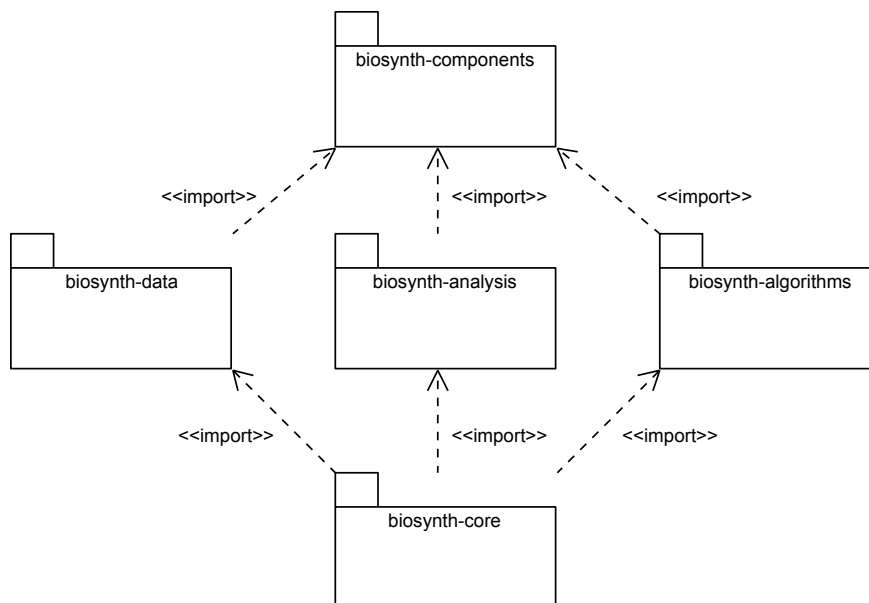 biosynth-components
<<import>>
<<import>>
<<import>>
biosynth-data
biosynth-analysis
biosynth-algorithms
<<import>>
<<import>>
<<import>>
biosynth-core